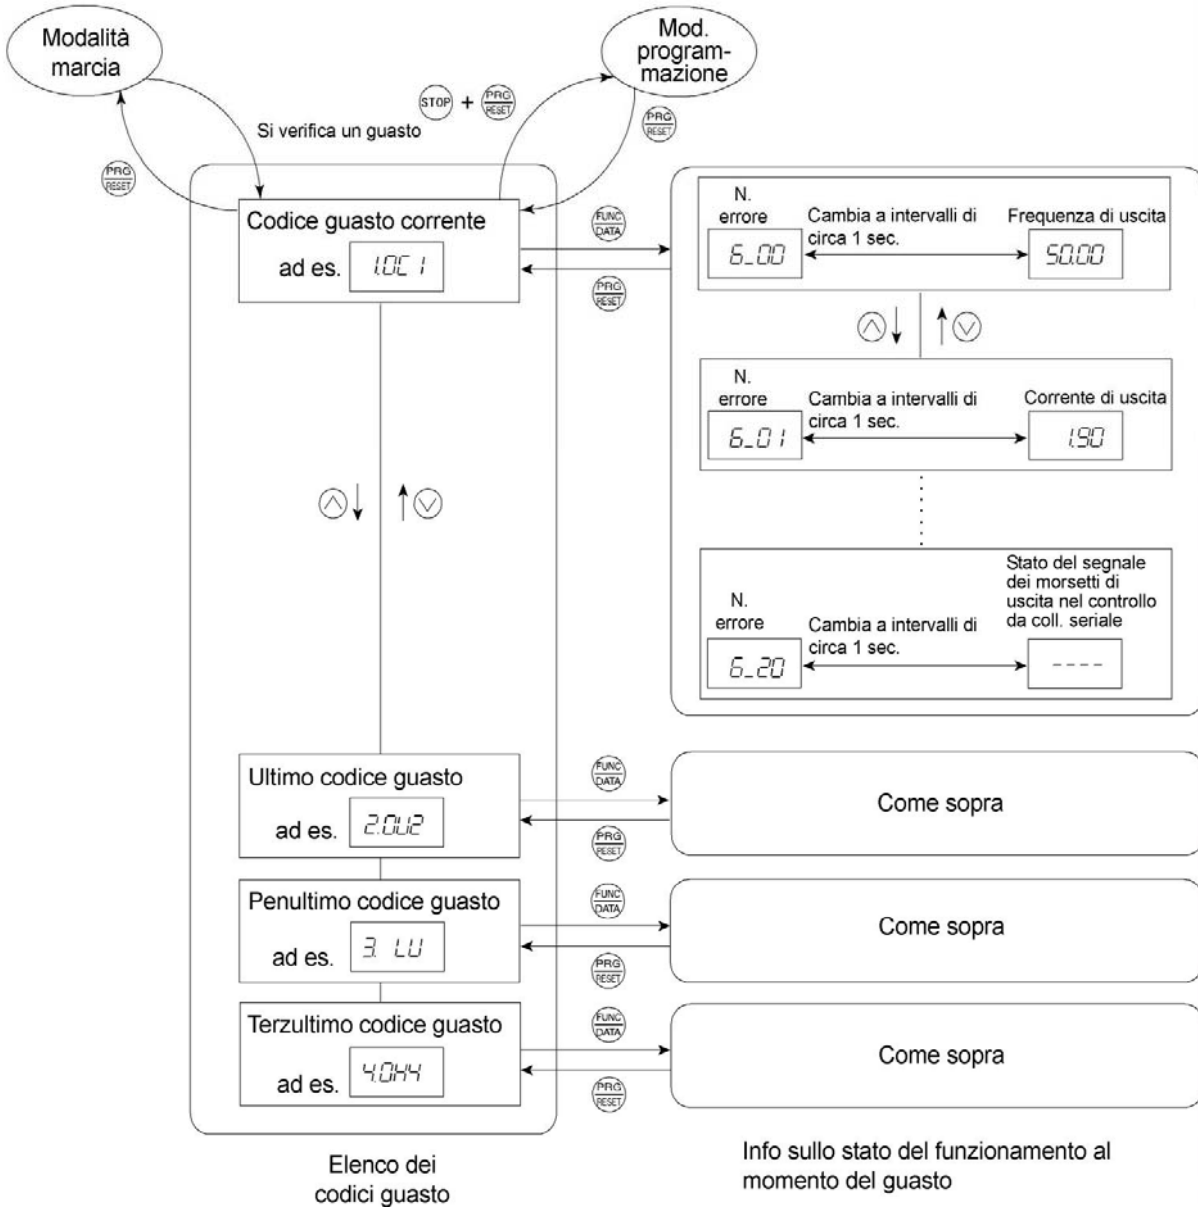 Modalità
marcia
Mod.
program-
mazione
STOP + PRG
RESET
PRG
RESET
Si verifica un guasto
PRG
RESET
Codice guasto corrente
ad es. 1.OC1
FUNC
DATA
PRG
RESET
N.
errore
6_00
Cambia a intervalli di
circa 1 sec.
Frequenza di uscita
50.00
N.
errore
6_01
Cambia a intervalli di
circa 1 sec.
Corrente di uscita
1.90
N.
errore
6_20
Cambia a intervalli di
circa 1 sec.
Stato del segnale
dei morsetti di
uscita nel controllo
da coll. seriale
----
Ultimo codice guasto
ad es. 2.0U2
FUNC
DATA
PRG
RESET
Come sopra
Penultimo codice guasto
ad es. 3. LU
FUNC
DATA
PRG
RESET
Come sopra
Terzultimo codice guasto
ad es. 4.0H4
FUNC
DATA
PRG
RESET
Come sopra
Elenco dei
codici guasto
Info sullo stato del funzionamento al
momento del guasto